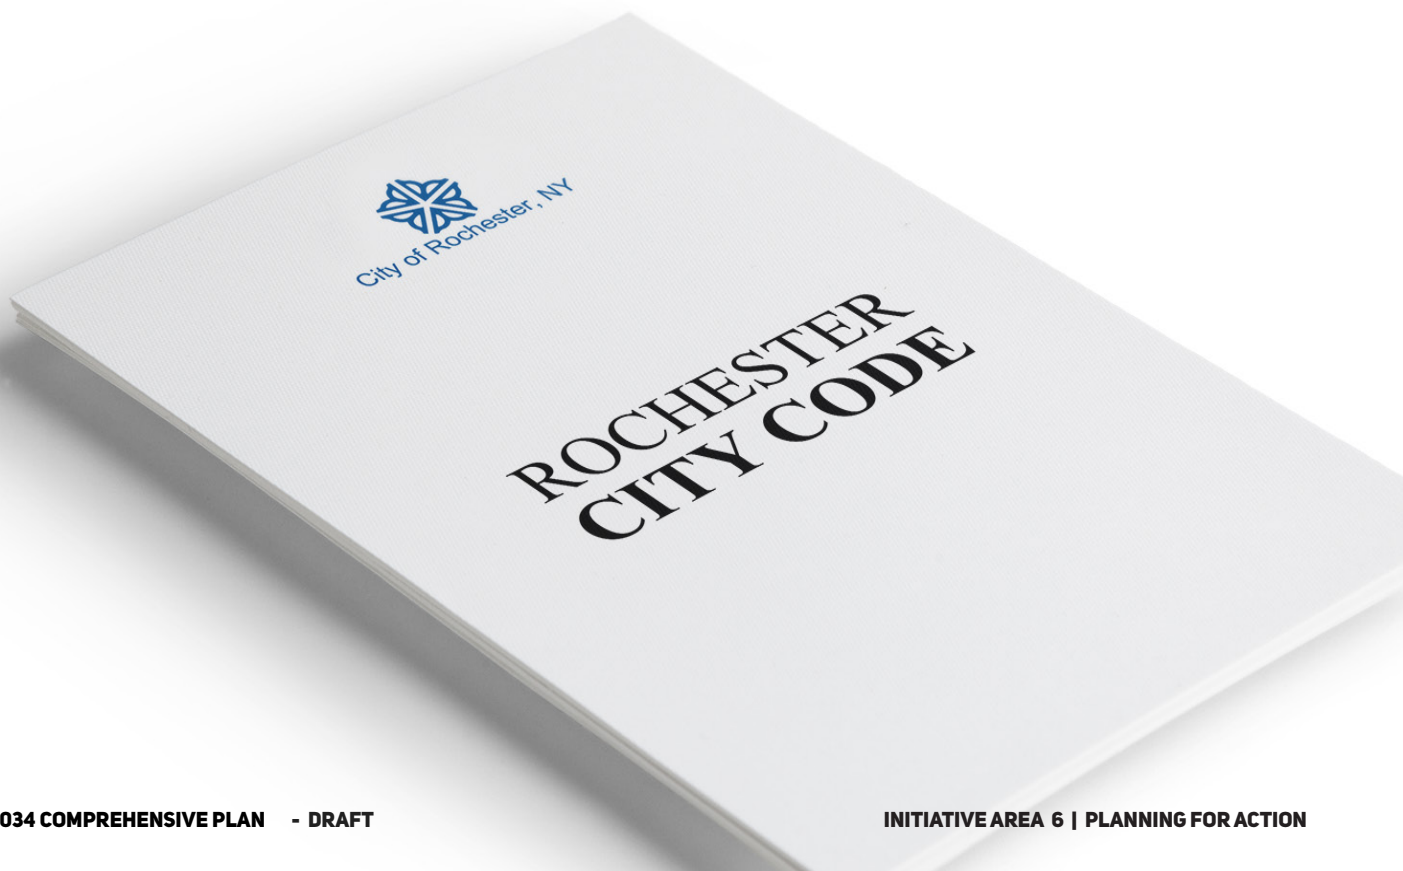 City of Rochester, NY
ROCHESTER
CITY CODE
034 COMPREHENSIVE PLAN - DRAFT
INITIATIVE AREA 6 | PLANNING FOR ACTION